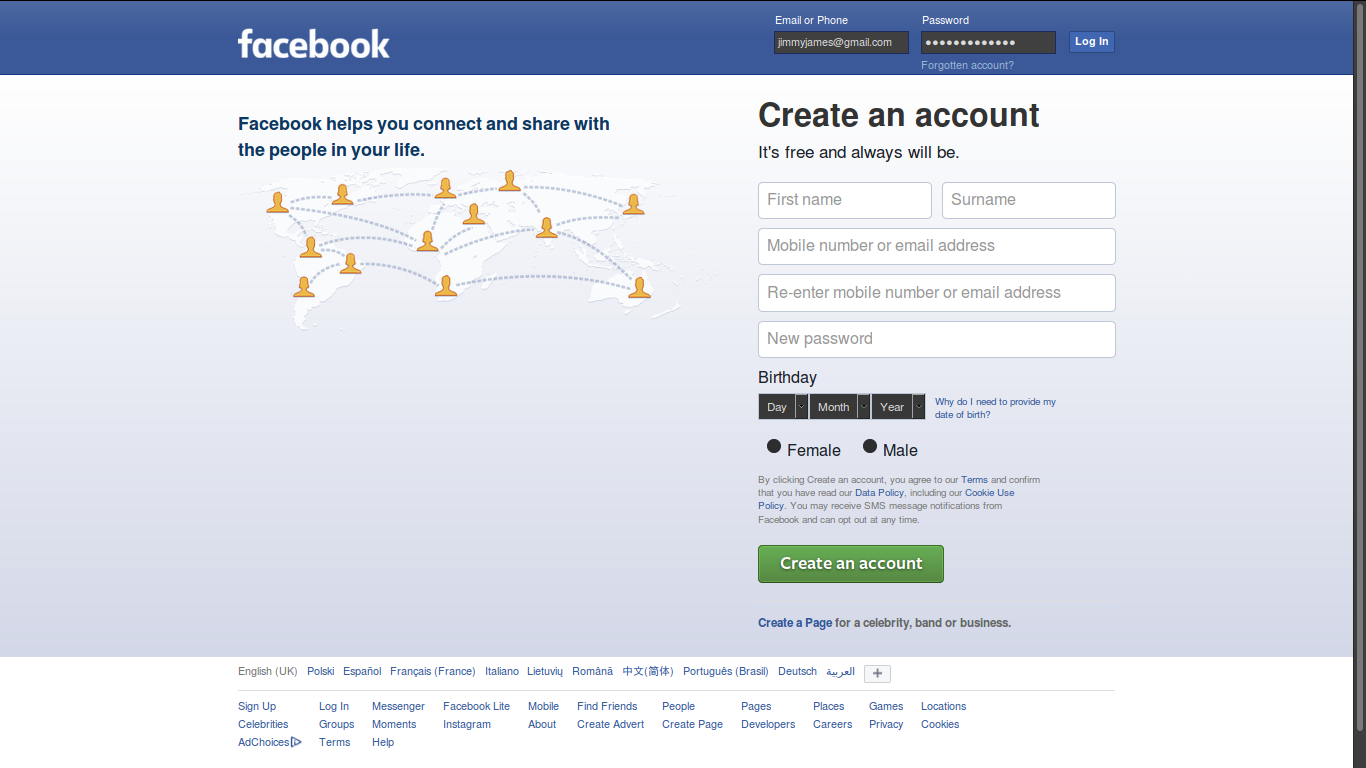 facebook
Email or Phone
Password
jimmyjames@gmail.com
●●●●●●●●●●●●●
Log In
Forgotten account?
Facebook helps you connect and share with
the people in your life.
Create an account
It's free and always will be.
First name
Surname
Mobile number or email address
Re-enter mobile number or email address
New password
Birthday
Day Month Year
Why do I need to provide my
date of birth?
Female Male
By clicking Create an account, you agree to our Terms and confirm
that you have read our Data Policy, including our Cookie Use
Policy. You may receive SMS message notifications from
Facebook and can opt out at any time.
Create an account
Create a Page for a celebrity, band or business.
English (UK) Polski Español Français (France) Italiano Lietuvių Română 中文(简体) Português (Brasil) Deutsch العربية +
Sign Up Log In Messenger Facebook Lite Mobile Find Friends People Pages Places Games Locations
Celebrities Groups Moments Instagram About Create Advert Create Page Developers Careers Privacy Cookies
AdChoices Terms Help